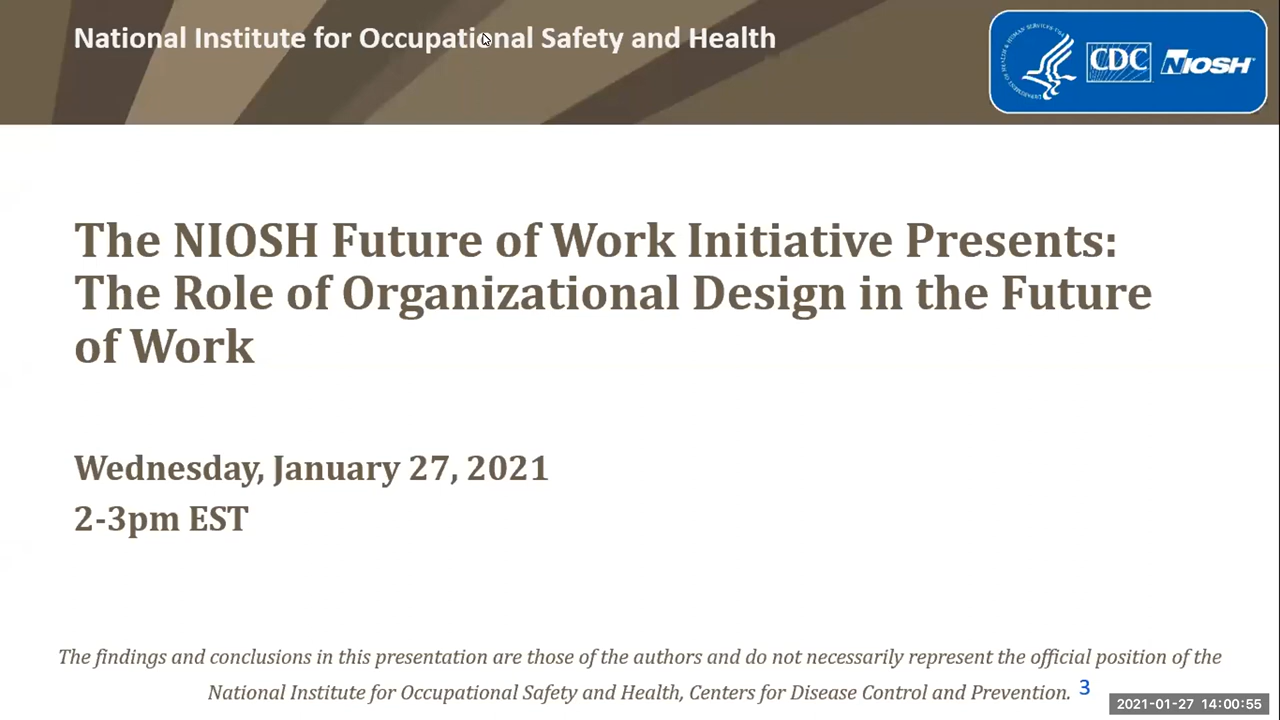 National Institute for Occupational Safety and Health
CDC
NIOSH
The NIOSH Future of Work Initiative Presents:
The Role of Organizational Design in the Future
of Work
Wednesday, January 27, 2021
2-3pm EST
The findings and conclusions in this presentation are those of the authors and do not necessarily represent the official position of the
National Institute for Occupational Safety and Health, Centers for Disease Control and Prevention.
3
2021-01-27 14:00:55